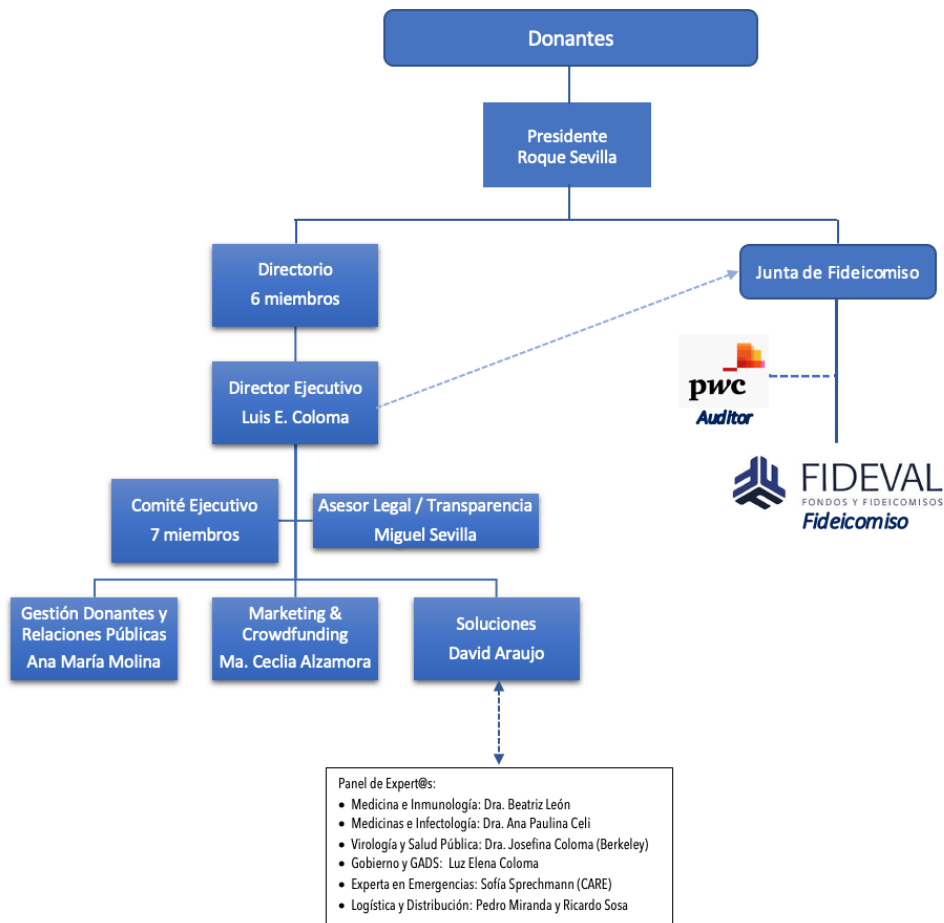 Donantes
Presidente
Roque Sevilla
Directorio
6 miembros
Junta de Fideicomiso
Director Ejecutivo
Luis E. Coloma
pwc
Auditor
FIDEVAL
FONDOS Y FIDEICOMISOS
Fideicomiso
Comité Ejecutivo
7 miembros
Asesor Legal / Transparencia
Miguel Sevilla
Gestión Donantes y
Relaciones Públicas
Ana María Molina
Marketing &
Crowdfunding
Ma. Ceclia Alzamora
Soluciones
David Araujo
Panel de Expert@s:
• Medicina e Inmunología: Dra. Beatriz León
• Medicinas e Infectología: Dra. Ana Paulina Celi
• Virología y Salud Pública: Dra. Josefina Coloma (Berkeley)
• Gobierno y GADS: Luz Elena Coloma
• Experta en Emergencias: Sofía Sprechmann (CARE)
• Logística y Distribución: Pedro Miranda y Ricardo Sosa